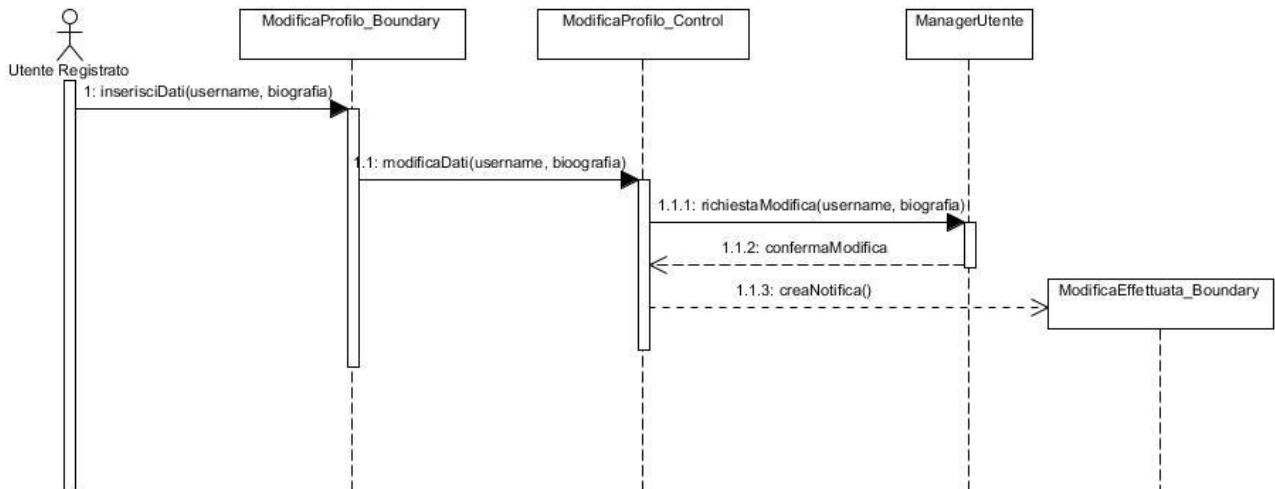 ModificaProfilo_Boundary
ModificaProfilo_Control
ManagerUtente
Utente Registrato
1: inserisciDati(username, biografia)
1.1: modificaDati(username, bioografia)
1.1.1: richiestaModifica(username, biografia)
1.1.2: confermaModifica
1.1.3: creaNotifica()
ModificaEffettuata_Boundary